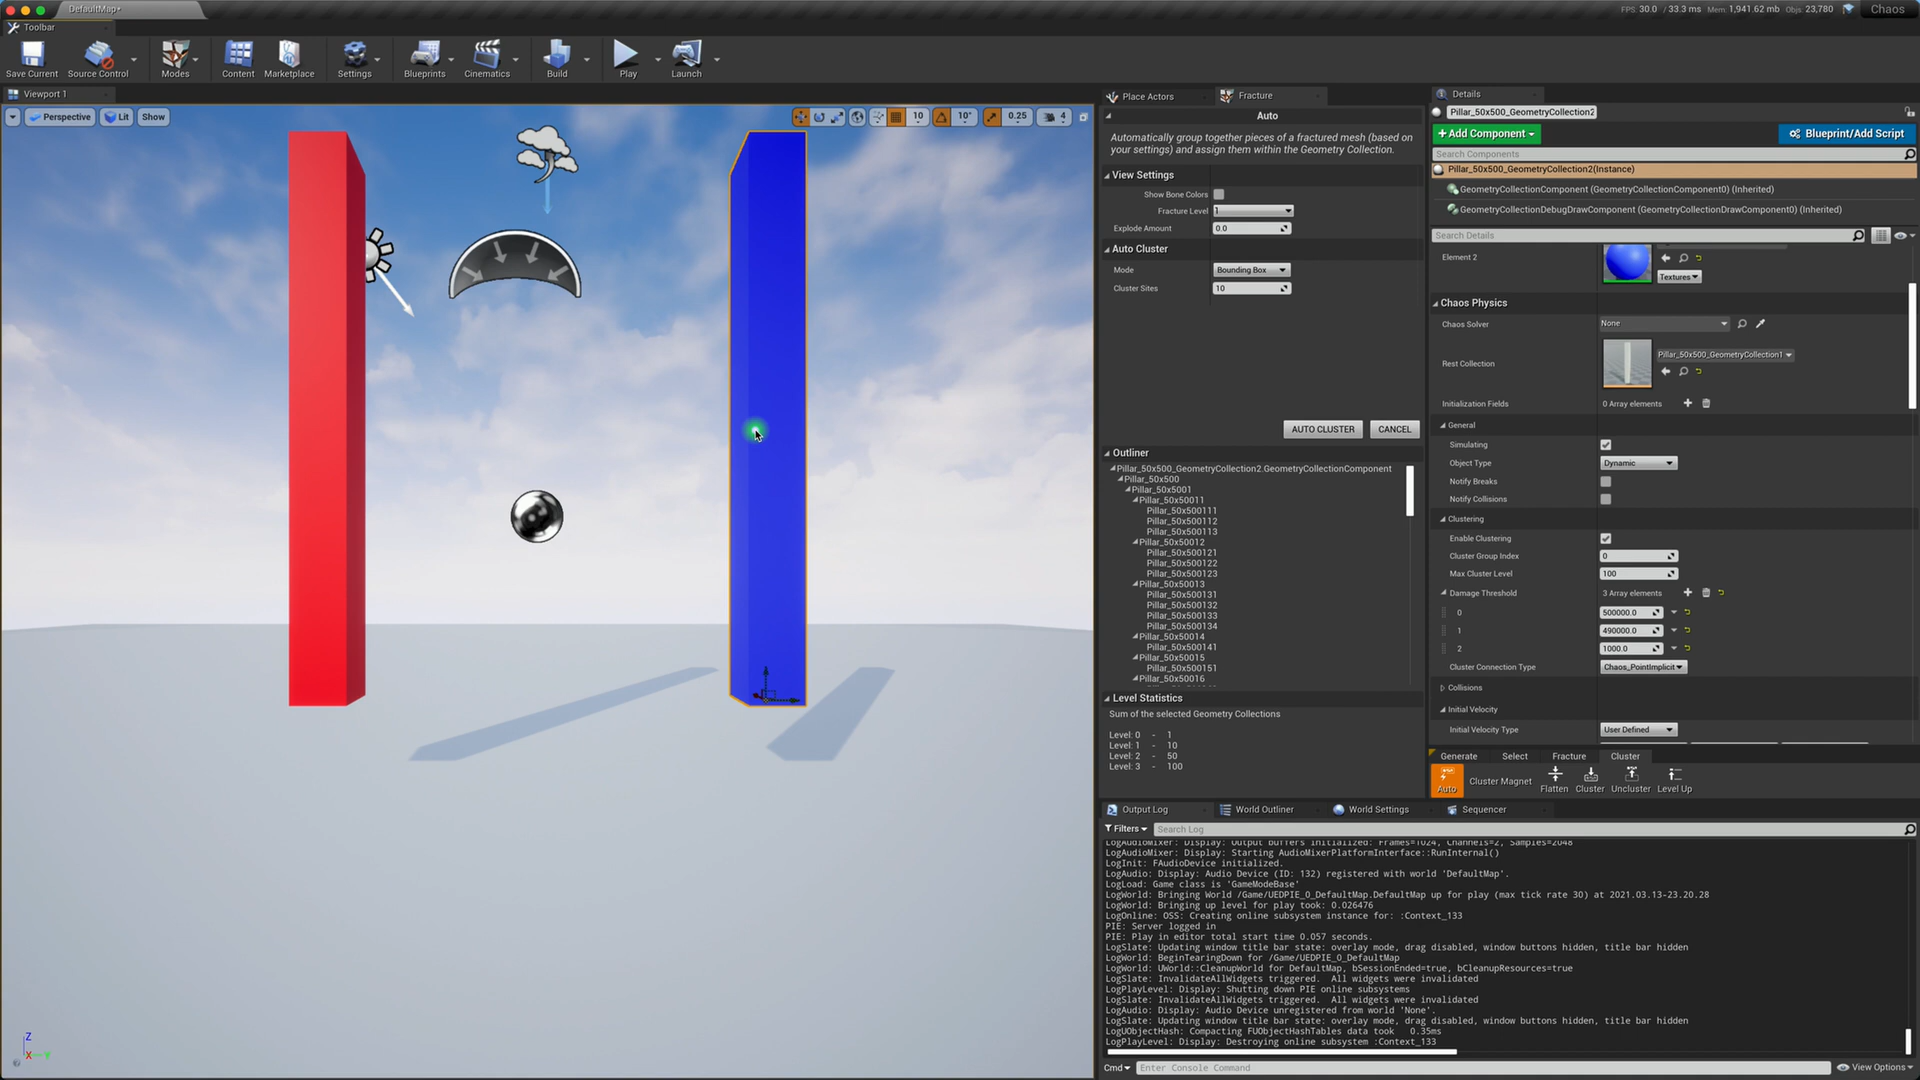 DefaultMap*
FPS: 30.0 / 33.3 ms Mem: 1,941.62 mb Objs: 23,780
Chaos
Toolbar
Save Current
Source Control
Modes
Content
Marketplace
Settings
Blueprints
Cinematics
Build
Play
Launch
Viewport 1
Perspective
Lit
Show
10
10°
0.25
4
Z
X
Y
Place Actors
Fracture
Auto
Automatically group together pieces of a fractured mesh (based on
your settings) and assign them within the Geometry Collection.
View Settings
Show Bone Colors
Fracture Level 1
Explode Amount 0.0
Auto Cluster
Mode Bounding Box
Cluster Sites 10
AUTO CLUSTER CANCEL
Outliner
Pillar_50x500_GeometryCollection2.GeometryCollectionComponent
Pillar_50x500
Pillar_50x5001
Pillar_50x50011
Pillar_50x500111
Pillar_50x500112
Pillar_50x500113
Pillar_50x50012
Pillar_50x500121
Pillar_50x500122
Pillar_50x500123
Pillar_50x50013
Pillar_50x500131
Pillar_50x500132
Pillar_50x500133
Pillar_50x500134
Pillar_50x50014
Pillar_50x500141
Pillar_50x50015
Pillar_50x500151
Pillar_50x50016
Level Statistics
Sum of the selected Geometry Collections
Level: 0 - 1
Level: 1 - 10
Level: 2 - 50
Level: 3 - 100
Details
Pillar_50x500_GeometryCollection2
+ Add Component
Blueprint/Add Script
Search Components
Pillar_50x500_GeometryCollection2(Instance)
GeometryCollectionComponent (GeometryCollectionComponent0) (Inherited)
GeometryCollectionDebugDrawComponent (GeometryCollectionDrawComponent0) (Inherited)
Search Details
Element 2
Textures
Chaos Physics
Chaos Solver None
Rest Collection Pillar_50x500_GeometryCollection1
Initialization Fields 0 Array elements
General
Simulating
Object Type Dynamic
Notify Breaks
Notify Collisions
Clustering
Enable Clustering
Cluster Group Index 0
Max Cluster Level 100
Damage Threshold 3 Array elements
0 500000.0
1 490000.0
2 1000.0
Cluster Connection Type Chaos_PointImplicit
Collisions
Initial Velocity
Initial Velocity Type User Defined
Generate Select Fracture Cluster
Auto
Cluster Magnet
Flatten
Cluster
Uncluster
Level Up
Output Log
World Outliner
World Settings
Sequencer
Filters
Search Log
LogAudioMixer: Display: Output buffers initialized: Frames=1024, Channels=2, Samples=2048
LogAudioMixer: Display: Starting AudioMixerPlatformInterface::RunInternal()
LogInit: FAudioDevice initialized.
LogAudio: Display: Audio Device (ID: 132) registered with world 'DefaultMap'.
LogLoad: Game class is 'GameModeBase'
LogWorld: Bringing World /Game/UEDPIE_0_DefaultMap.DefaultMap up for play (max tick rate 30) at 2021.03.13-23.20.28
LogWorld: Bringing up level for play took: 0.026476
LogOnline: OSS: Creating online subsystem instance for: :Context_133
PIE: Server logged in
PIE: Play in editor total start time 0.057 seconds.
LogSlate: Updating window title bar state: overlay mode, drag disabled, window buttons hidden, title bar hidden
LogWorld: BeginTearingDown for /Game/UEDPIE_0_DefaultMap
LogWorld: UWorld::CleanupWorld for DefaultMap, bSessionEnded=true, bCleanupResources=true
LogSlate: InvalidateAllWidgets triggered. All widgets were invalidated
LogPlayLevel: Display: Shutting down PIE online subsystems
LogSlate: InvalidateAllWidgets triggered. All widgets were invalidated
LogAudio: Display: Audio Device unregistered from world 'None'.
LogSlate: Updating window title bar state: overlay mode, drag disabled, window buttons hidden, title bar hidden
LogUObjectHash: Compacting FUObjectHashTables data took 0.35ms
LogPlayLevel: Display: Destroying online subsystem :Context_133
Cmd
Enter Console Command
View Options